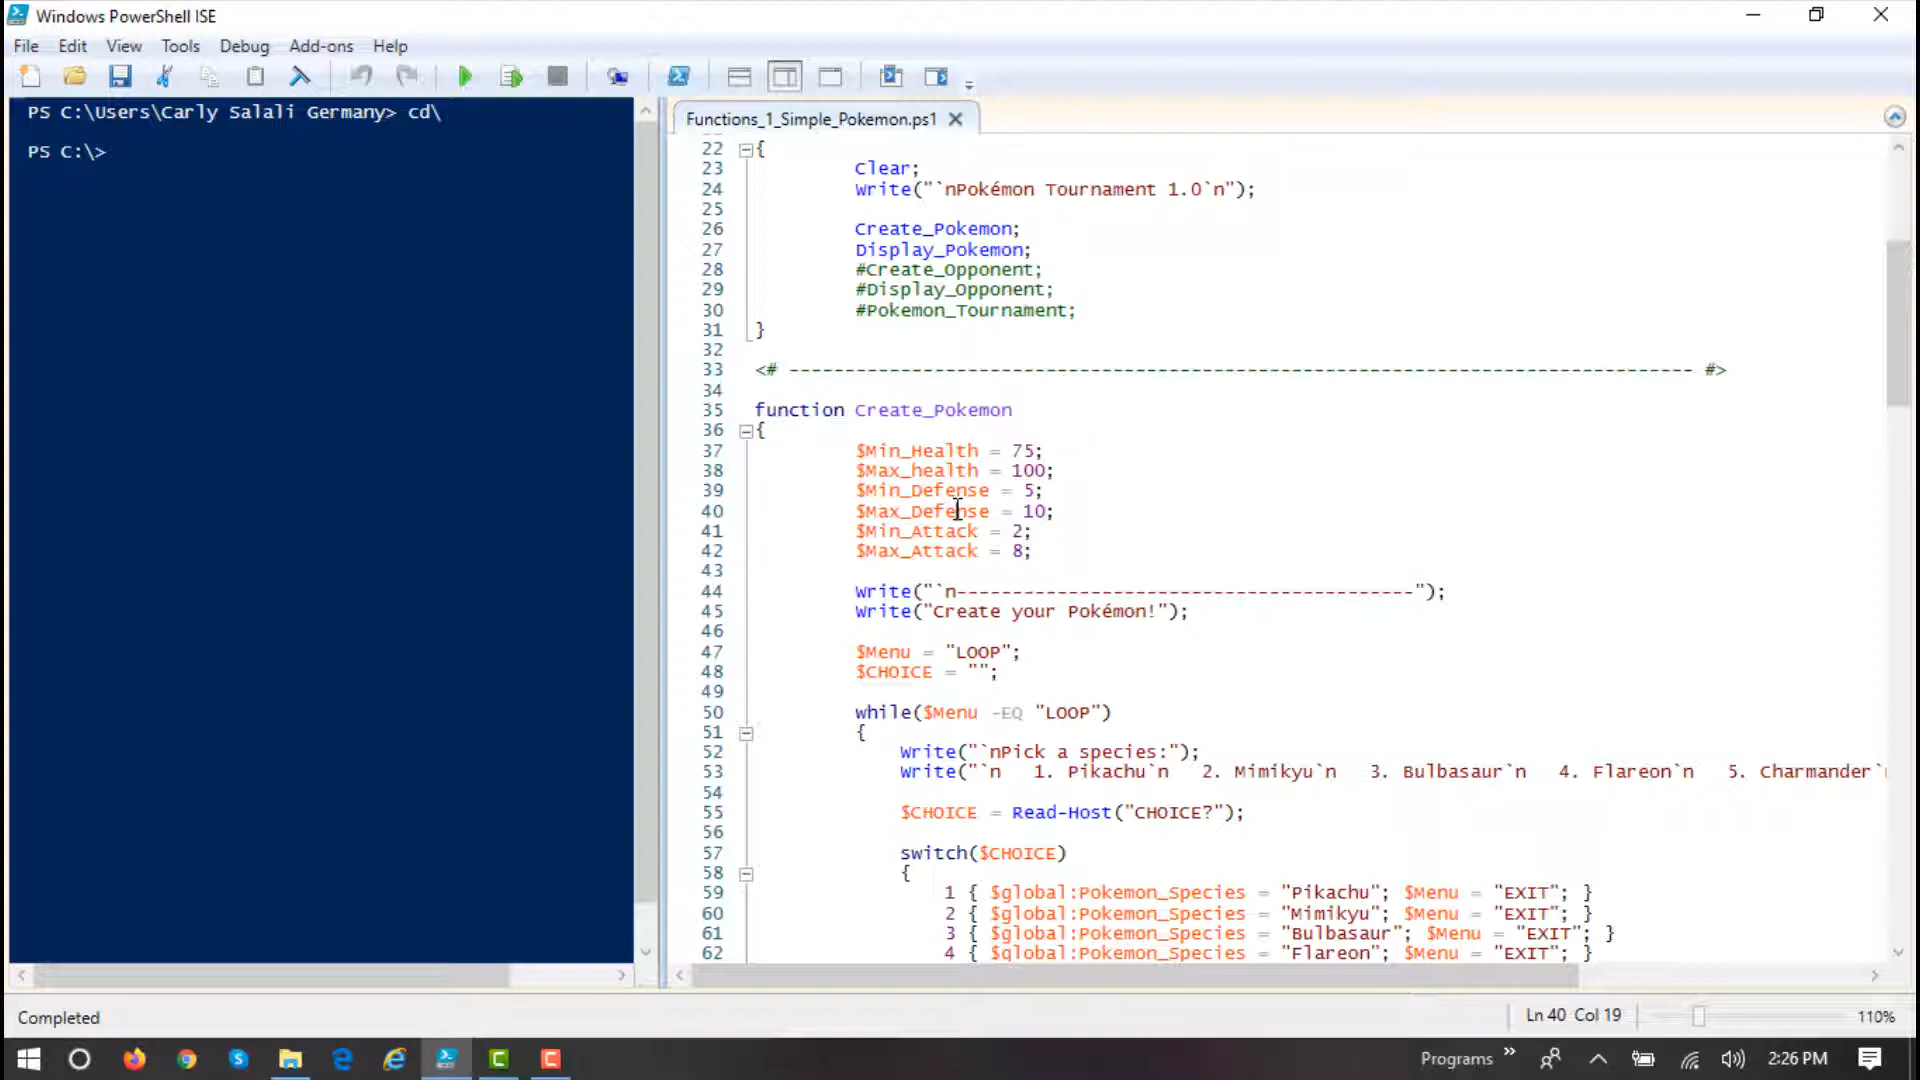 Windows PowerShell ISE
File Edit View Tools Debug Add-ons Help
PS C:\Users\Carly Salali Germany> cd\
PS C:\>
Functions_1_Simple_Pokemon.ps1
22 {
23 Clear;
24 Write("`nPokémon Tournament 1.0`n");
25
26 Create_Pokemon;
27 Display_Pokemon;
28 #Create_Opponent;
29 #Display_Opponent;
30 #Pokemon_Tournament;
31 }
32
33 <# --------------------------------------------------------------------------------- #>
34
35 function Create_Pokemon
36 {
37 $Min_Health = 75;
38 $Max_health = 100;
39 $Min_Defense = 5;
40 $Max_Defense = 10;
41 $Min_Attack = 2;
42 $Max_Attack = 8;
43
44 Write("`n-----------------------------------------");
45 Write("Create your Pokémon!");
46
47 $Menu = "LOOP";
48 $CHOICE = "";
49
50 while($Menu -EQ "LOOP")
51 {
52 Write("`nPick a species:");
53 Write("`n 1. Pikachu`n 2. Mimikyu`n 3. Bulbasaur`n 4. Flareon`n 5. Charmander`
54
55 $CHOICE = Read-Host("CHOICE?");
56
57 switch($CHOICE)
58 {
59 1 { $global:Pokemon_Species = "Pikachu"; $Menu = "EXIT"; }
60 2 { $global:Pokemon_Species = "Mimikyu"; $Menu = "EXIT"; }
61 3 { $global:Pokemon_Species = "Bulbasaur"; $Menu = "EXIT"; }
62 4 { $global:Pokemon_Species = "Flareon"; $Menu = "EXIT"; }
Completed
Ln 40 Col 19
110%
Programs
2:26 PM